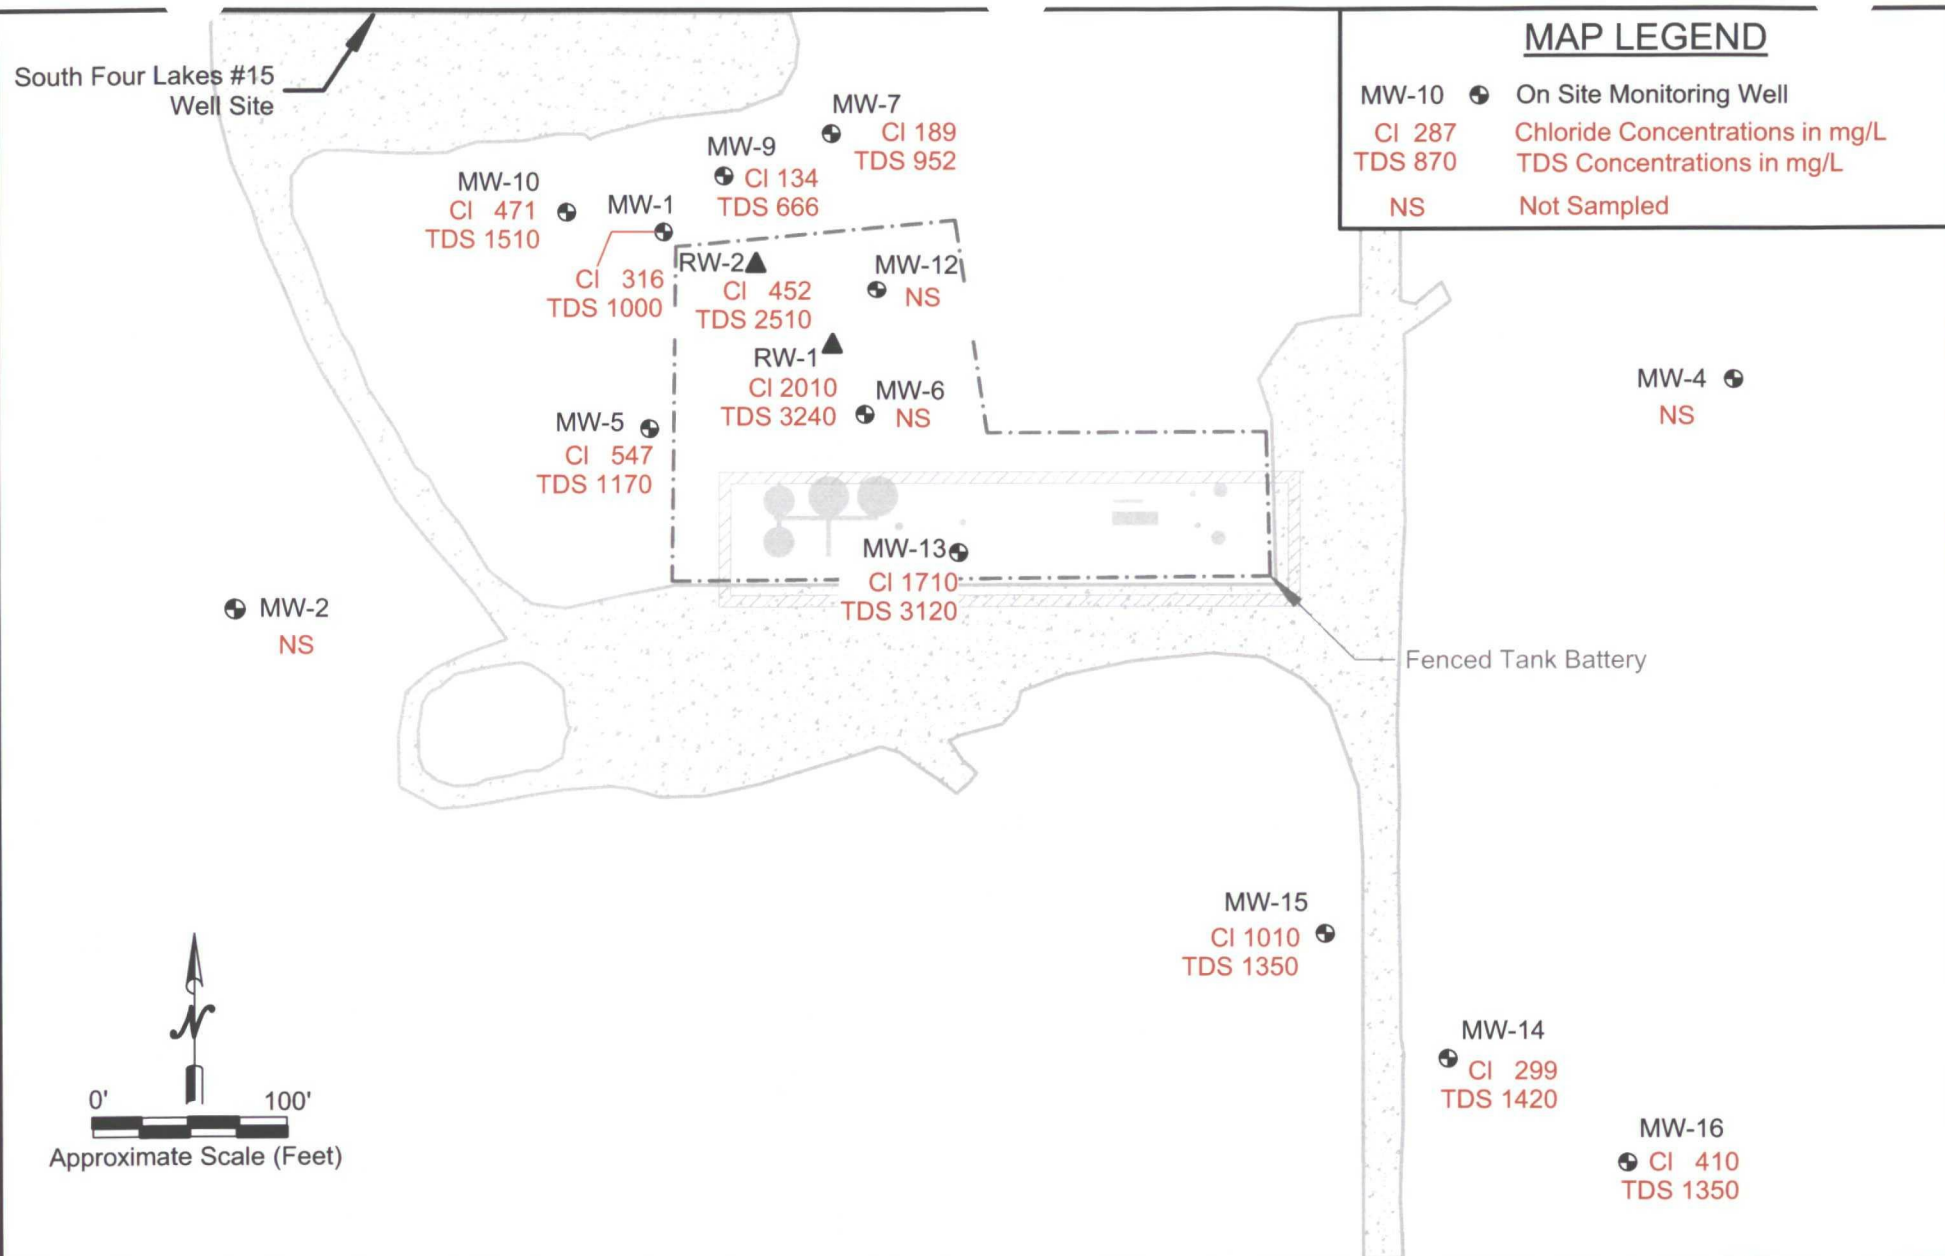 MAP LEGEND
MW-10 On Site Monitoring Well
Cl 287 Chloride Concentrations in mg/L
TDS 870 TDS Concentrations in mg/L
NS Not Sampled
South Four Lakes #15
Well Site
MW-7
Cl 189
TDS 952
MW-9
Cl 134
TDS 666
MW-10
Cl 471
TDS 1510
MW-1
Cl 316
TDS 1000
RW-2
Cl 452
TDS 2510
MW-12
NS
RW-1
Cl 2010
TDS 3240
MW-6
NS
MW-4
NS
MW-5
Cl 547
TDS 1170
MW-13
Cl 1710
TDS 3120
MW-2
NS
Fenced Tank Battery
MW-15
Cl 1010
TDS 1350
MW-14
Cl 299
TDS 1420
MW-16
Cl 410
TDS 1350
N
0' 100'
Approximate Scale (Feet)